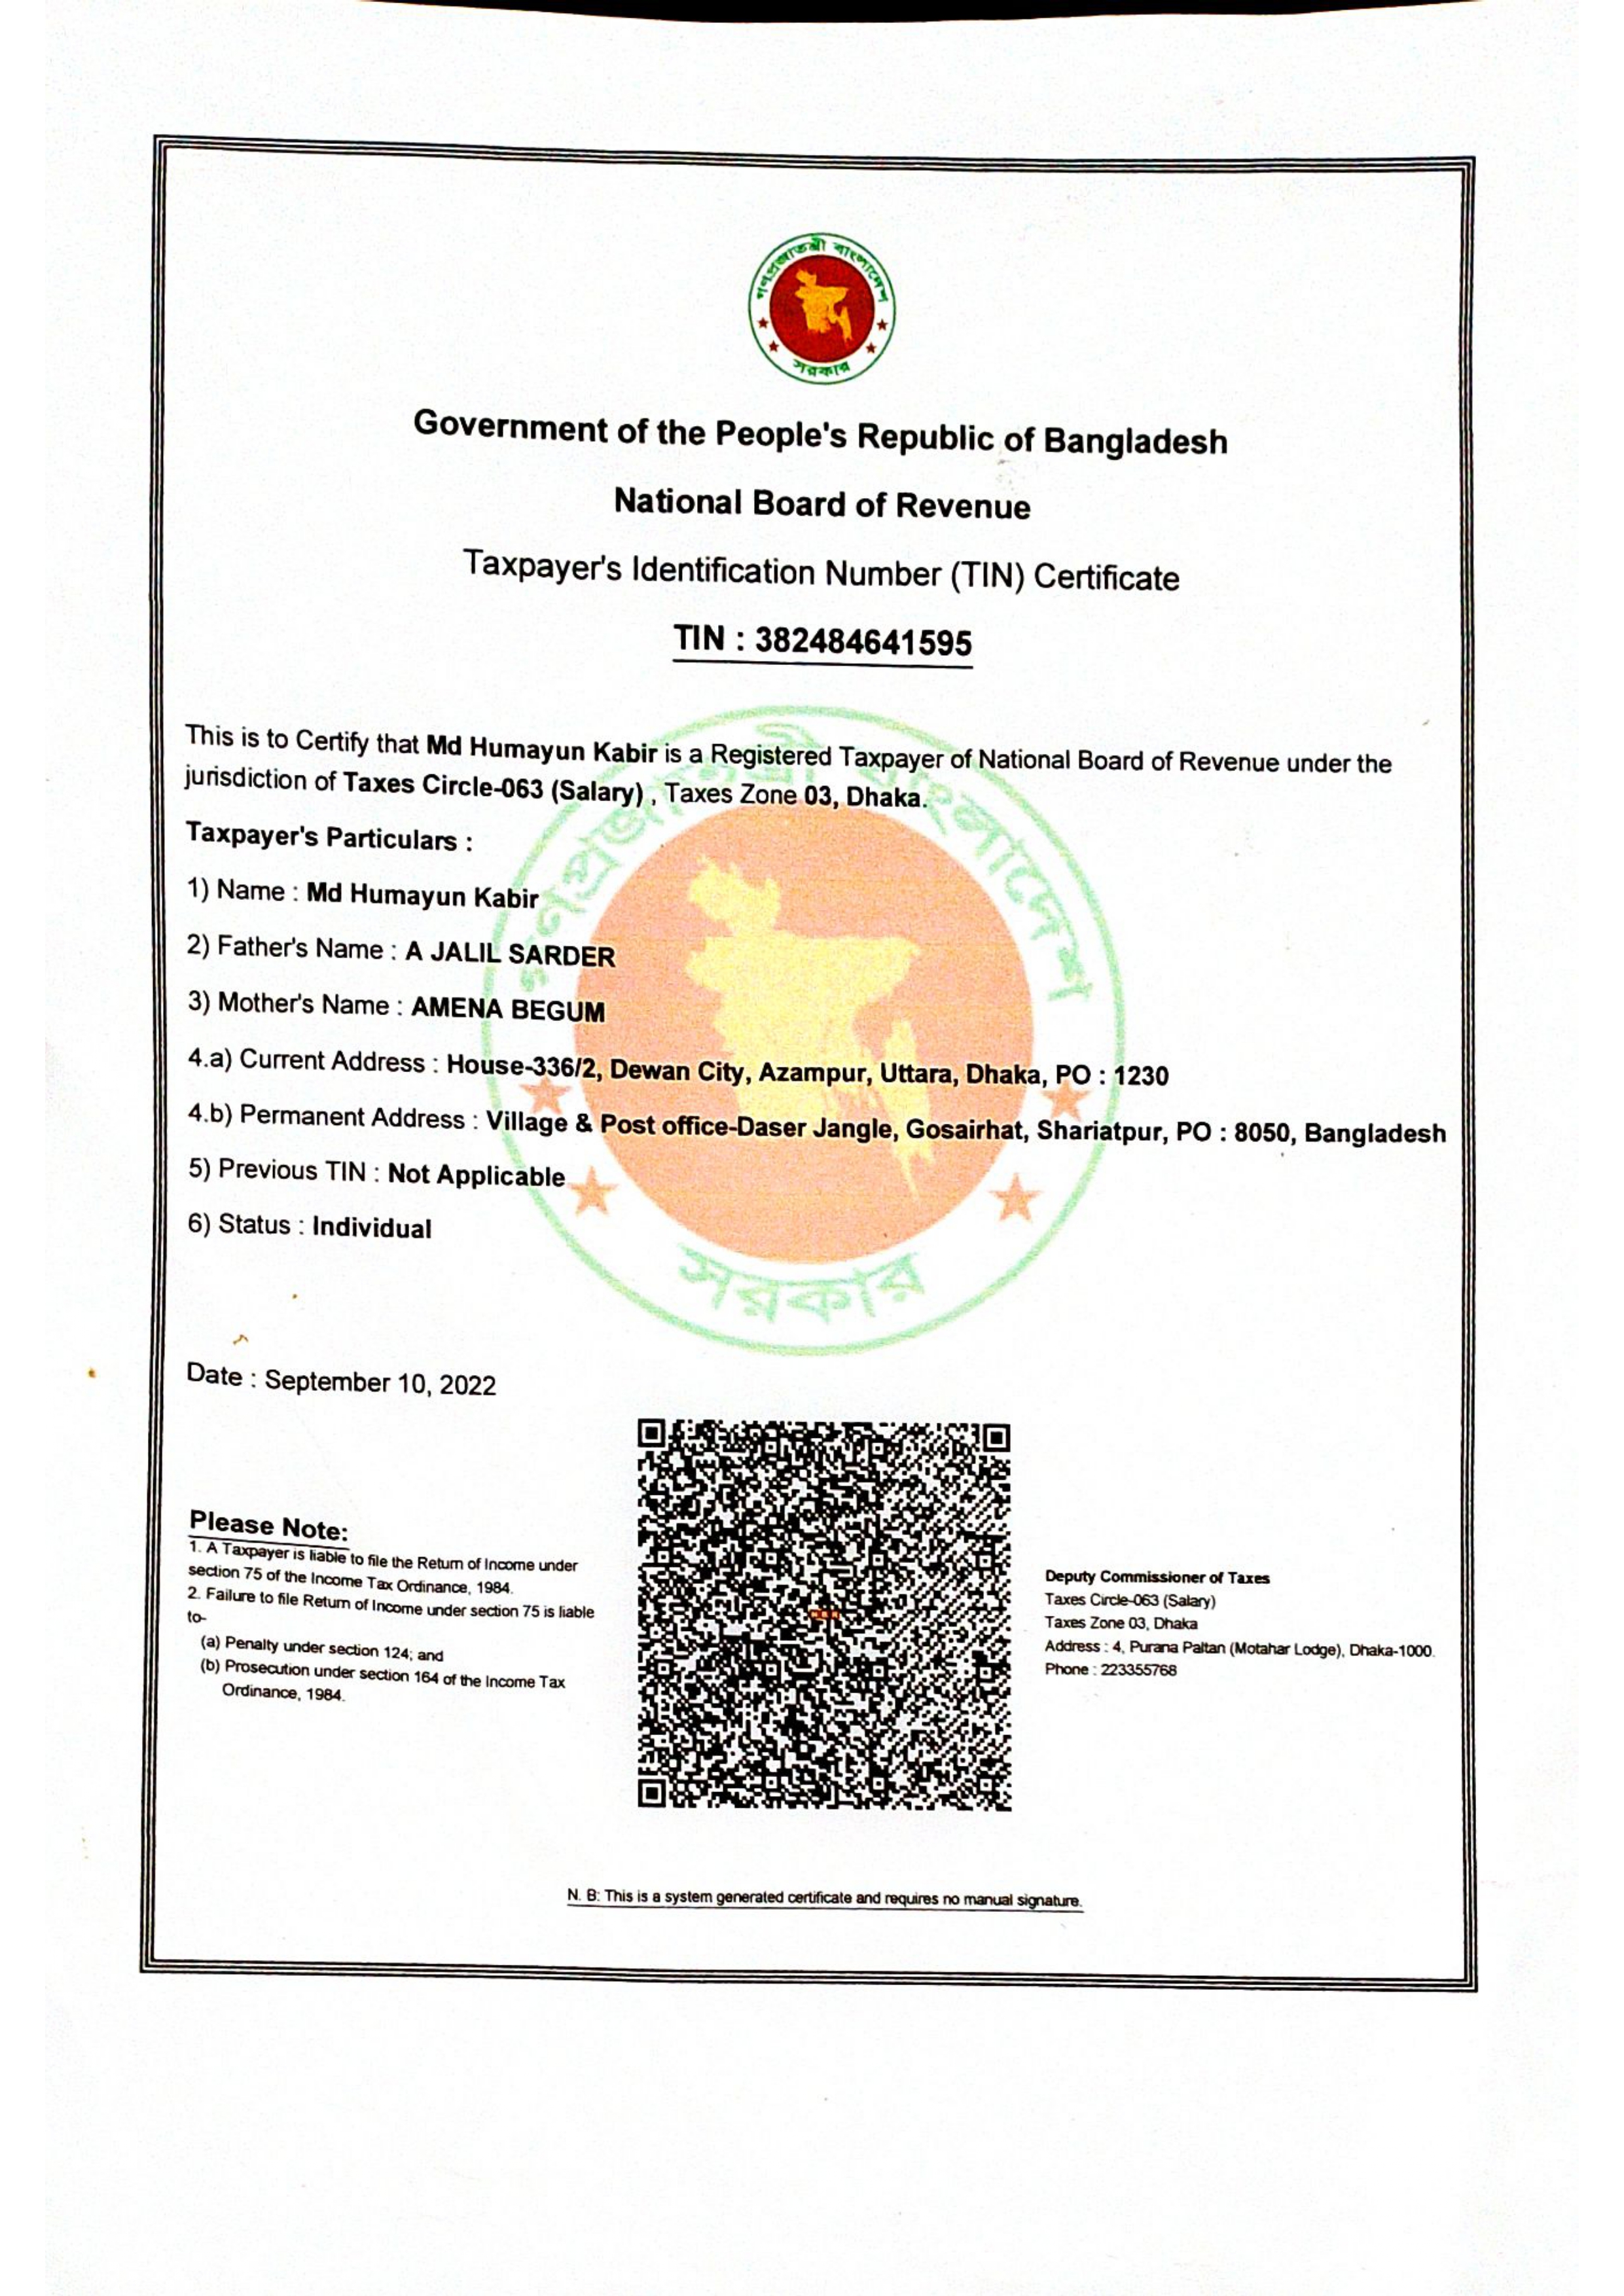 গণপ্রজাতন্ত্রী বাংলাদেশ
সরকার
Government of the People's Republic of Bangladesh
National Board of Revenue
Taxpayer's Identification Number (TIN) Certificate
TIN : 382484641595
This is to Certify that Md Humayun Kabir is a Registered Taxpayer of National Board of Revenue under the
jurisdiction of Taxes Circle-063 (Salary) , Taxes Zone 03, Dhaka.
Taxpayer's Particulars :
1) Name : Md Humayun Kabir
2) Father's Name : A JALIL SARDER
3) Mother's Name : AMENA BEGUM
4.a) Current Address : House-336/2, Dewan City, Azampur, Uttara, Dhaka, PO : 1230
4.b) Permanent Address : Village & Post office-Daser Jangle, Gosairhat, Shariatpur, PO : 8050, Bangladesh
5) Previous TIN : Not Applicable
6) Status : Individual
গণপ্রজাতন্ত্রী বাংলাদেশ
সরকার
Date : September 10, 2022
Please Note:
1. A Taxpayer is liable to file the Return of Income under
section 75 of the Income Tax Ordinance, 1984.
2. Failure to file Return of Income under section 75 is liable
to-
(a) Penalty under section 124; and
(b) Prosecution under section 164 of the Income Tax
Ordinance, 1984.
Deputy Commissioner of Taxes
Taxes Circle-063 (Salary)
Taxes Zone 03, Dhaka
Address : 4, Purana Paltan (Motahar Lodge), Dhaka-1000.
Phone : 223355768
N. B: This is a system generated certificate and requires no manual signature.